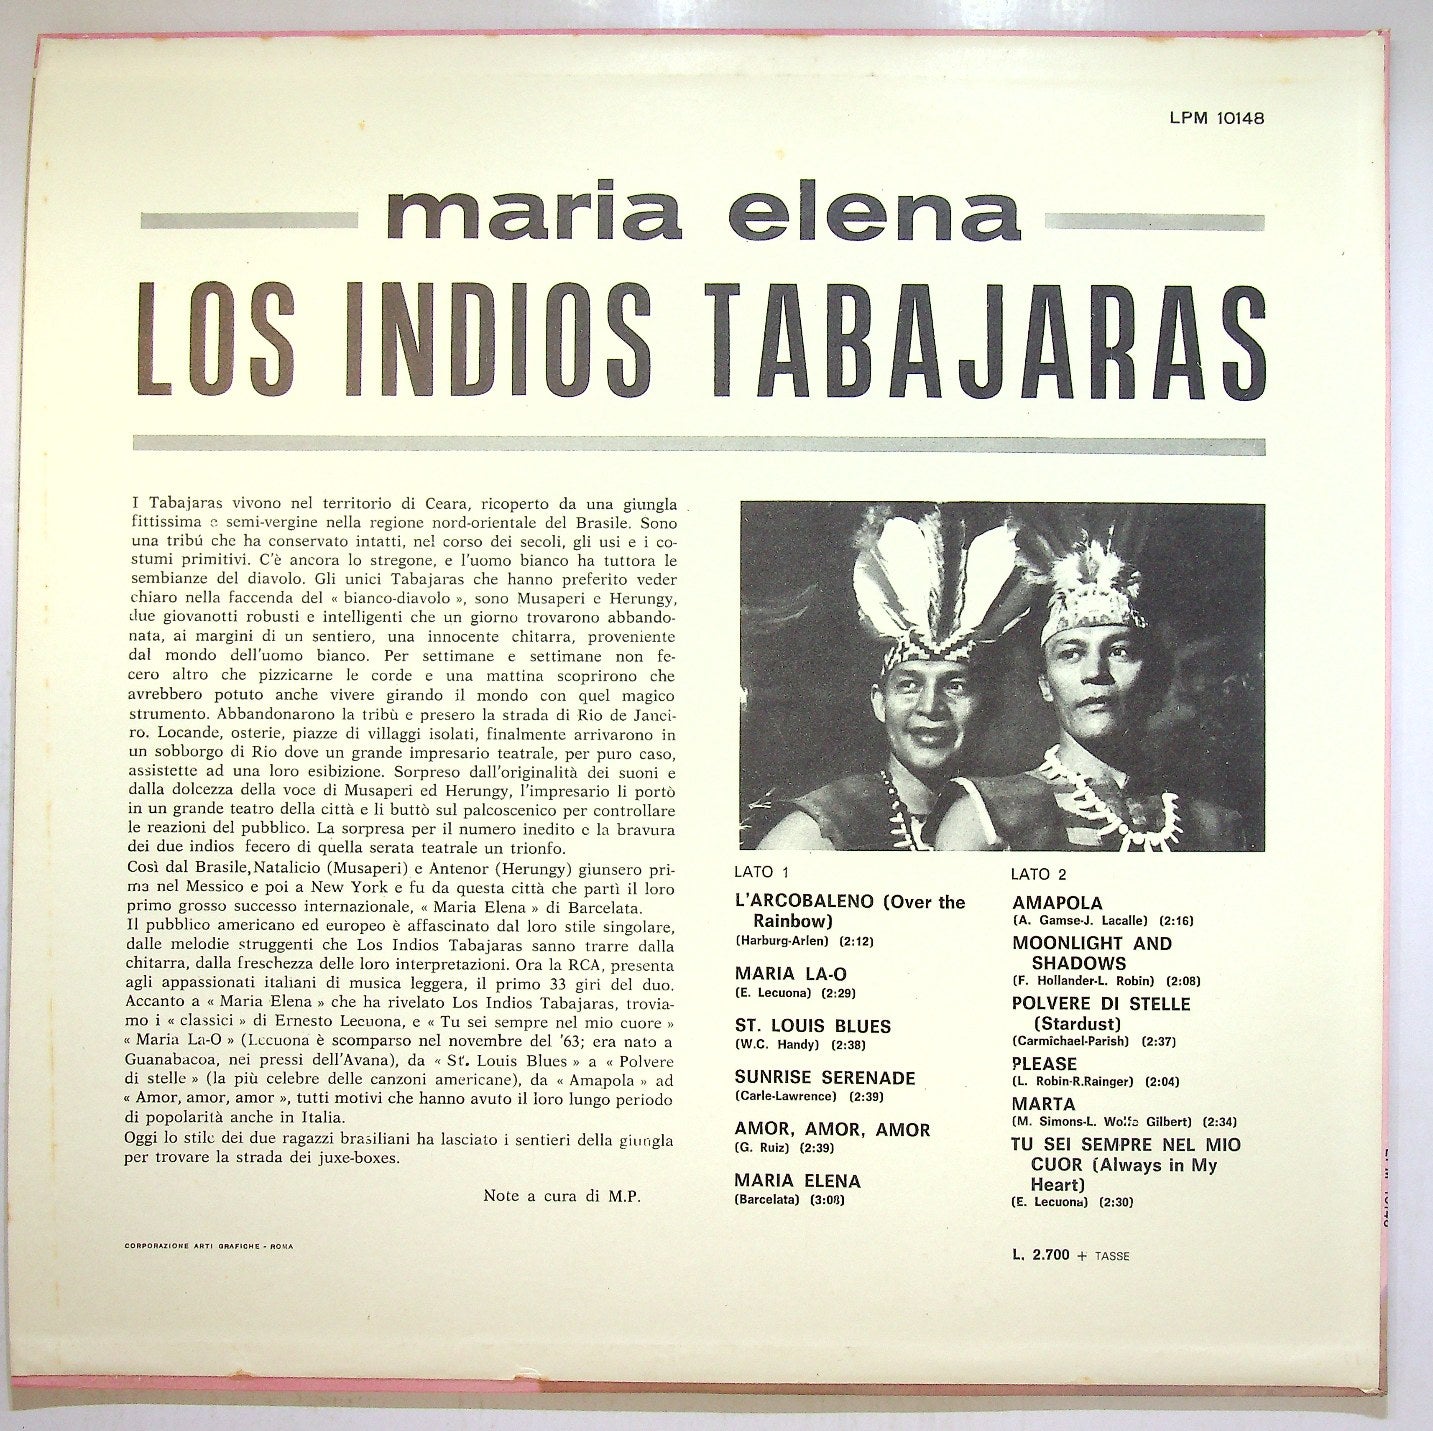 LPM 10148
maria elena
LOS INDIOS TABAJARAS
I Tabajaras vivono nel territorio di Ceara, ricoperto da una giungla
fittissima e semi-vergine nella regione nord-orientale del Brasile. Sono
una tribú che ha conservato intatti, nel corso dei secoli, gli usi e i co-
stumi primitivi. C'è ancora lo stregone, e l'uomo bianco ha tuttora le
sembianze del diavolo. Gli unici Tabajaras che hanno preferito veder
chiaro nella faccenda del « bianco-diavolo », sono Musaperi e Herungy,
due giovanotti robusti e intelligenti che un giorno trovarono abbando-
nata, ai margini di un sentiero, una innocente chitarra, proveniente
dal mondo dell'uomo bianco. Per settimane e settimane non fe-
cero altro che pizzicarne le corde e una mattina scoprirono che
avrebbero potuto anche vivere girando il mondo con quel magico
strumento. Abbandonarono la tribù e presero la strada di Rio de Janei-
ro. Locande, osterie, piazze di villaggi isolati, finalmente arrivarono in
un sobborgo di Rio dove un grande impresario teatrale, per puro caso,
assistette ad una loro esibizione. Sorpreso dall'originalità dei suoni e
dalla dolcezza della voce di Musaperi ed Herungy, l'impresario li portò
in un grande teatro della città e li buttò sul palcoscenico per controllare
le reazioni del pubblico. La sorpresa per il numero inedito e la bravura
dei due indios fecero di quella serata teatrale un trionfo.
Così dal Brasile, Natalicio (Musaperi) e Antenor (Herungy) giunsero pri-
ma nel Messico e poi a New York e fu da questa città che partì il loro
primo grosso successo internazionale, « Maria Elena » di Barcelata.
Il pubblico americano ed europeo è affascinato dal loro stile singolare,
dalle melodie struggenti che Los Indios Tabajaras sanno trarre dalla
chitarra, dalla freschezza delle loro interpretazioni. Ora la RCA, presenta
agli appassionati italiani di musica leggera, il primo 33 giri del duo.
Accanto a « Maria Elena » che ha rivelato Los Indios Tabajaras, trovia-
mo i « classici » di Ernesto Lecuona, e « Tu sei sempre nel mio cuore »
« Maria La-O » (Lecuona è scomparso nel novembre del '63; era nato a
Guanabacoa, nei pressi dell'Avana), da « St. Louis Blues » a « Polvere
di stelle » (la più celebre delle canzoni americane), da « Amapola » ad
« Amor, amor, amor », tutti motivi che hanno avuto il loro lungo periodo
di popolarità anche in Italia.
Oggi lo stile dei due ragazzi brasiliani ha lasciato i sentieri della giungla
per trovare la strada dei juxe-boxes.
Note a cura di M.P.
CORPORAZIONE ARTI GRAFICHE - ROMA
LATO 1
L'ARCOBALENO (Over the
Rainbow)
(Harburg-Arlen) (2:12)
MARIA LA-O
(E. Lecuona) (2:29)
ST. LOUIS BLUES
(W.C. Handy) (2:38)
SUNRISE SERENADE
(Carle-Lawrence) (2:39)
AMOR, AMOR, AMOR
(G. Ruiz) (2:39)
MARIA ELENA
(Barcelata) (3:08)
LATO 2
AMAPOLA
(A. Gamse-J. Lacalle) (2:16)
MOONLIGHT AND
SHADOWS
(F. Hollander-L. Robin) (2:08)
POLVERE DI STELLE
(Stardust)
(Carmichael-Parish) (2:37)
PLEASE
(L. Robin-R.Rainger) (2:04)
MARTA
(M. Simons-L. Wolfe Gilbert) (2:34)
TU SEI SEMPRE NEL MIO
CUOR (Always in My
Heart)
(E. Lecuona) (2:30)
L. 2.700 + TASSE